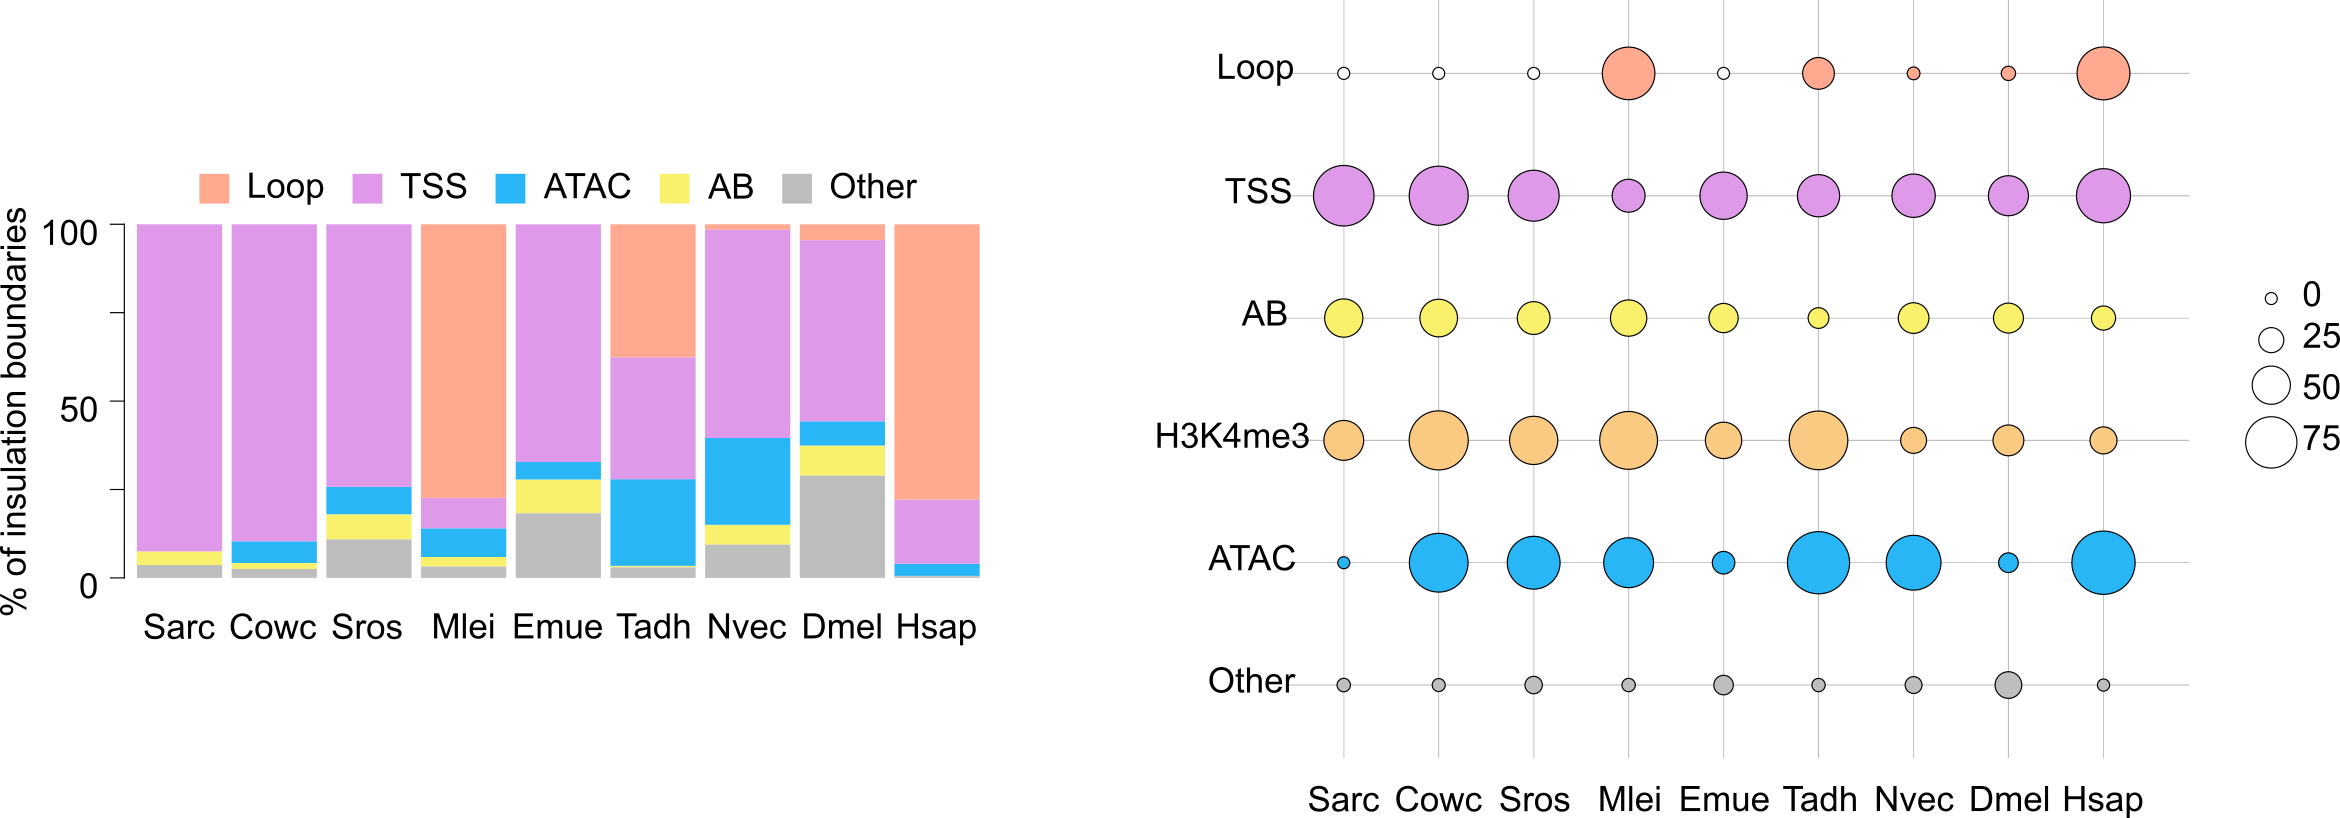 Loop TSS ATAC AB Other
% of insulation boundaries
100
50
0
Sarc Cowc Sros Mlei Emue Tadh Nvec Dmel Hsap
Loop
TSS
AB
H3K4me3
ATAC
Other
Sarc Cowc Sros Mlei Emue Tadh Nvec Dmel Hsap
0
25
50
75